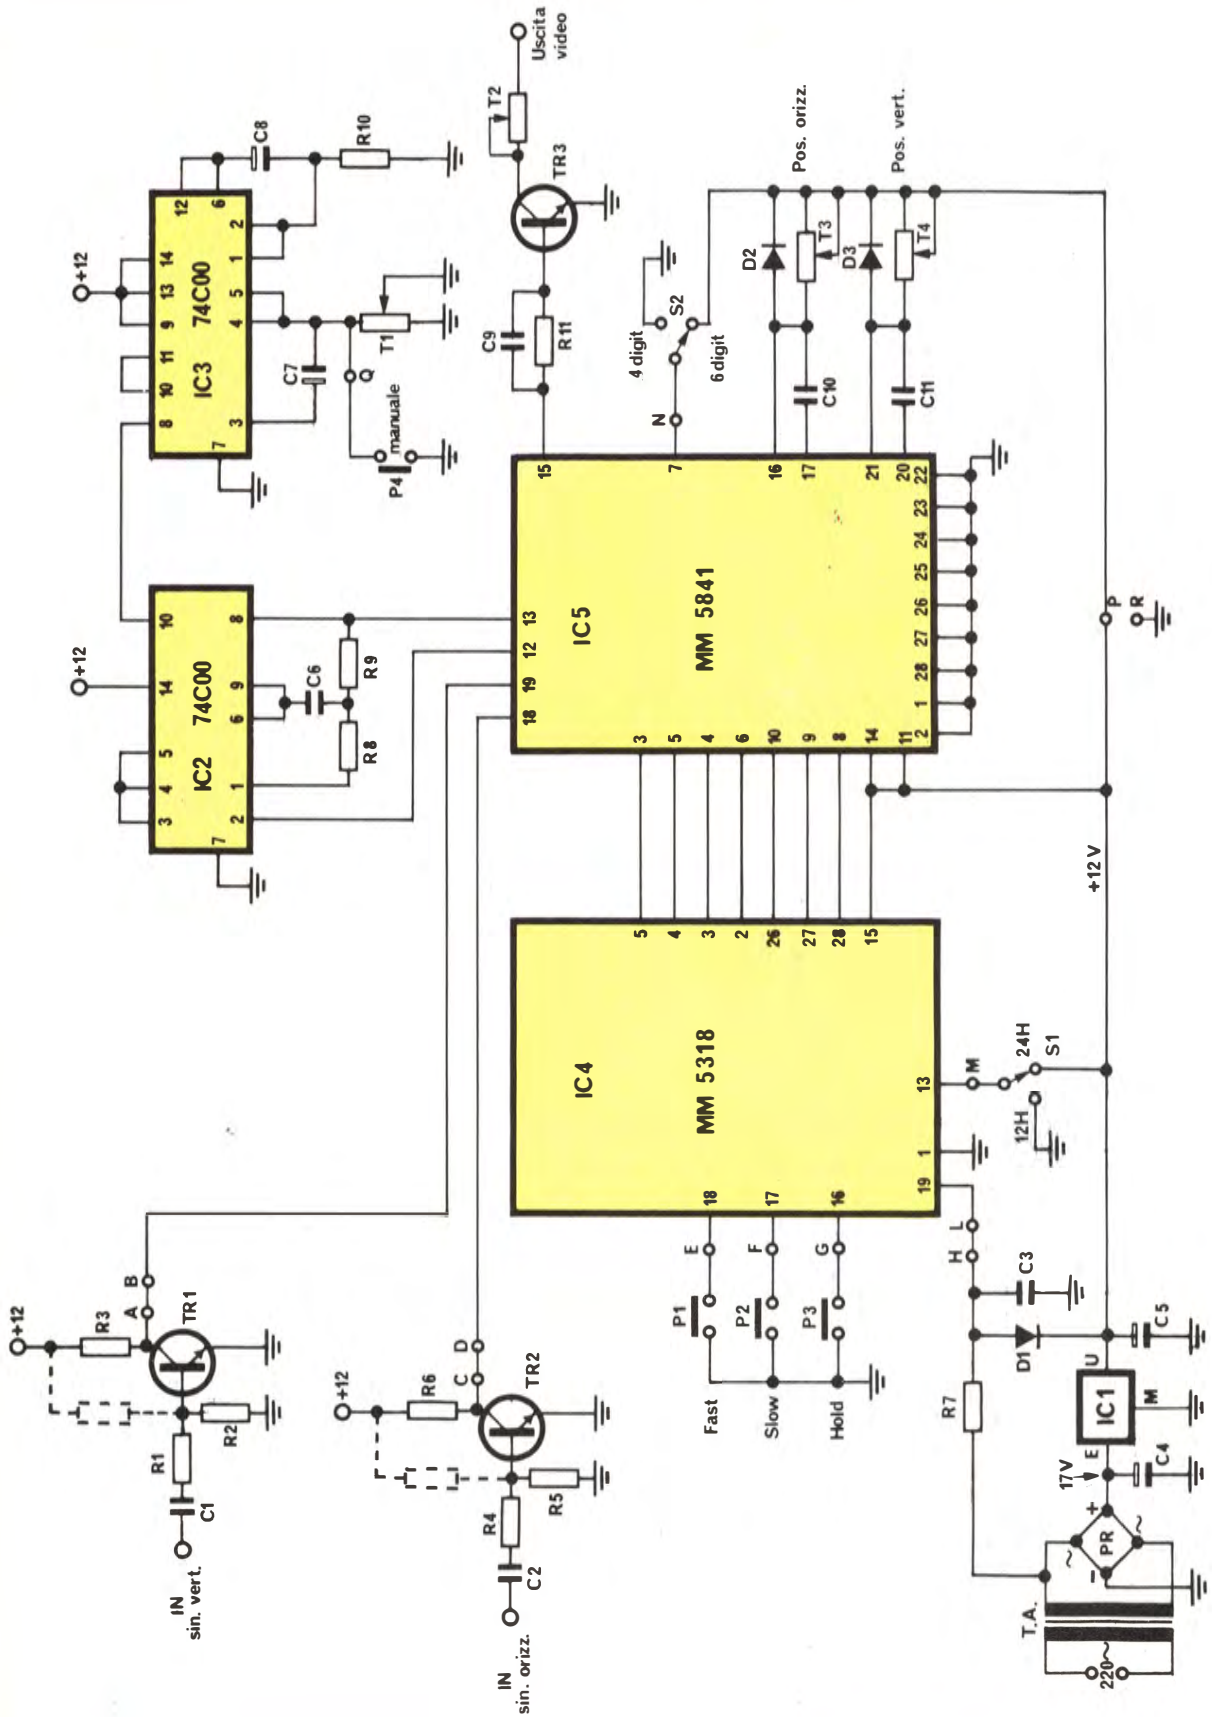 IN
sin. vert.
C1
R1
R2
+12
R3
A
B
TR1
IN
sin. orizz.
C2
R4
R5
+12
R6
C
D
TR2
Fast
P1
E
Slow
P2
F
Hold
P3
G
IC4
MM 5318
18
17
16
19
1
13
5
4
3
2
26
27
28
15
L
H
C3
D1
R7
M
24H
12H
S1
T.A.
220
~
~
~
PR
+
-
17V
C4
E
IC1
U
M
C5
+12 V
IC2
74C00
3
4
5
14
10
7
2
1
6
9
8
+12
R8
R9
C6
IC3
74C00
8
10
11
9
13
14
12
6
7
3
4
5
1
2
+12
C8
R10
C7
T1
Q
manuale
P4
IC5
MM 5841
18
19
12
13
3
5
4
6
10
9
8
14
11
2
1
28
27
26
25
24
23
22
15
7
16
17
21
20
C9
R11
TR3
T2
Uscita
video
N
4 digit
6 digit
S2
D2
T3
C10
Pos. orizz.
D3
T4
C11
Pos. vert.
P
R